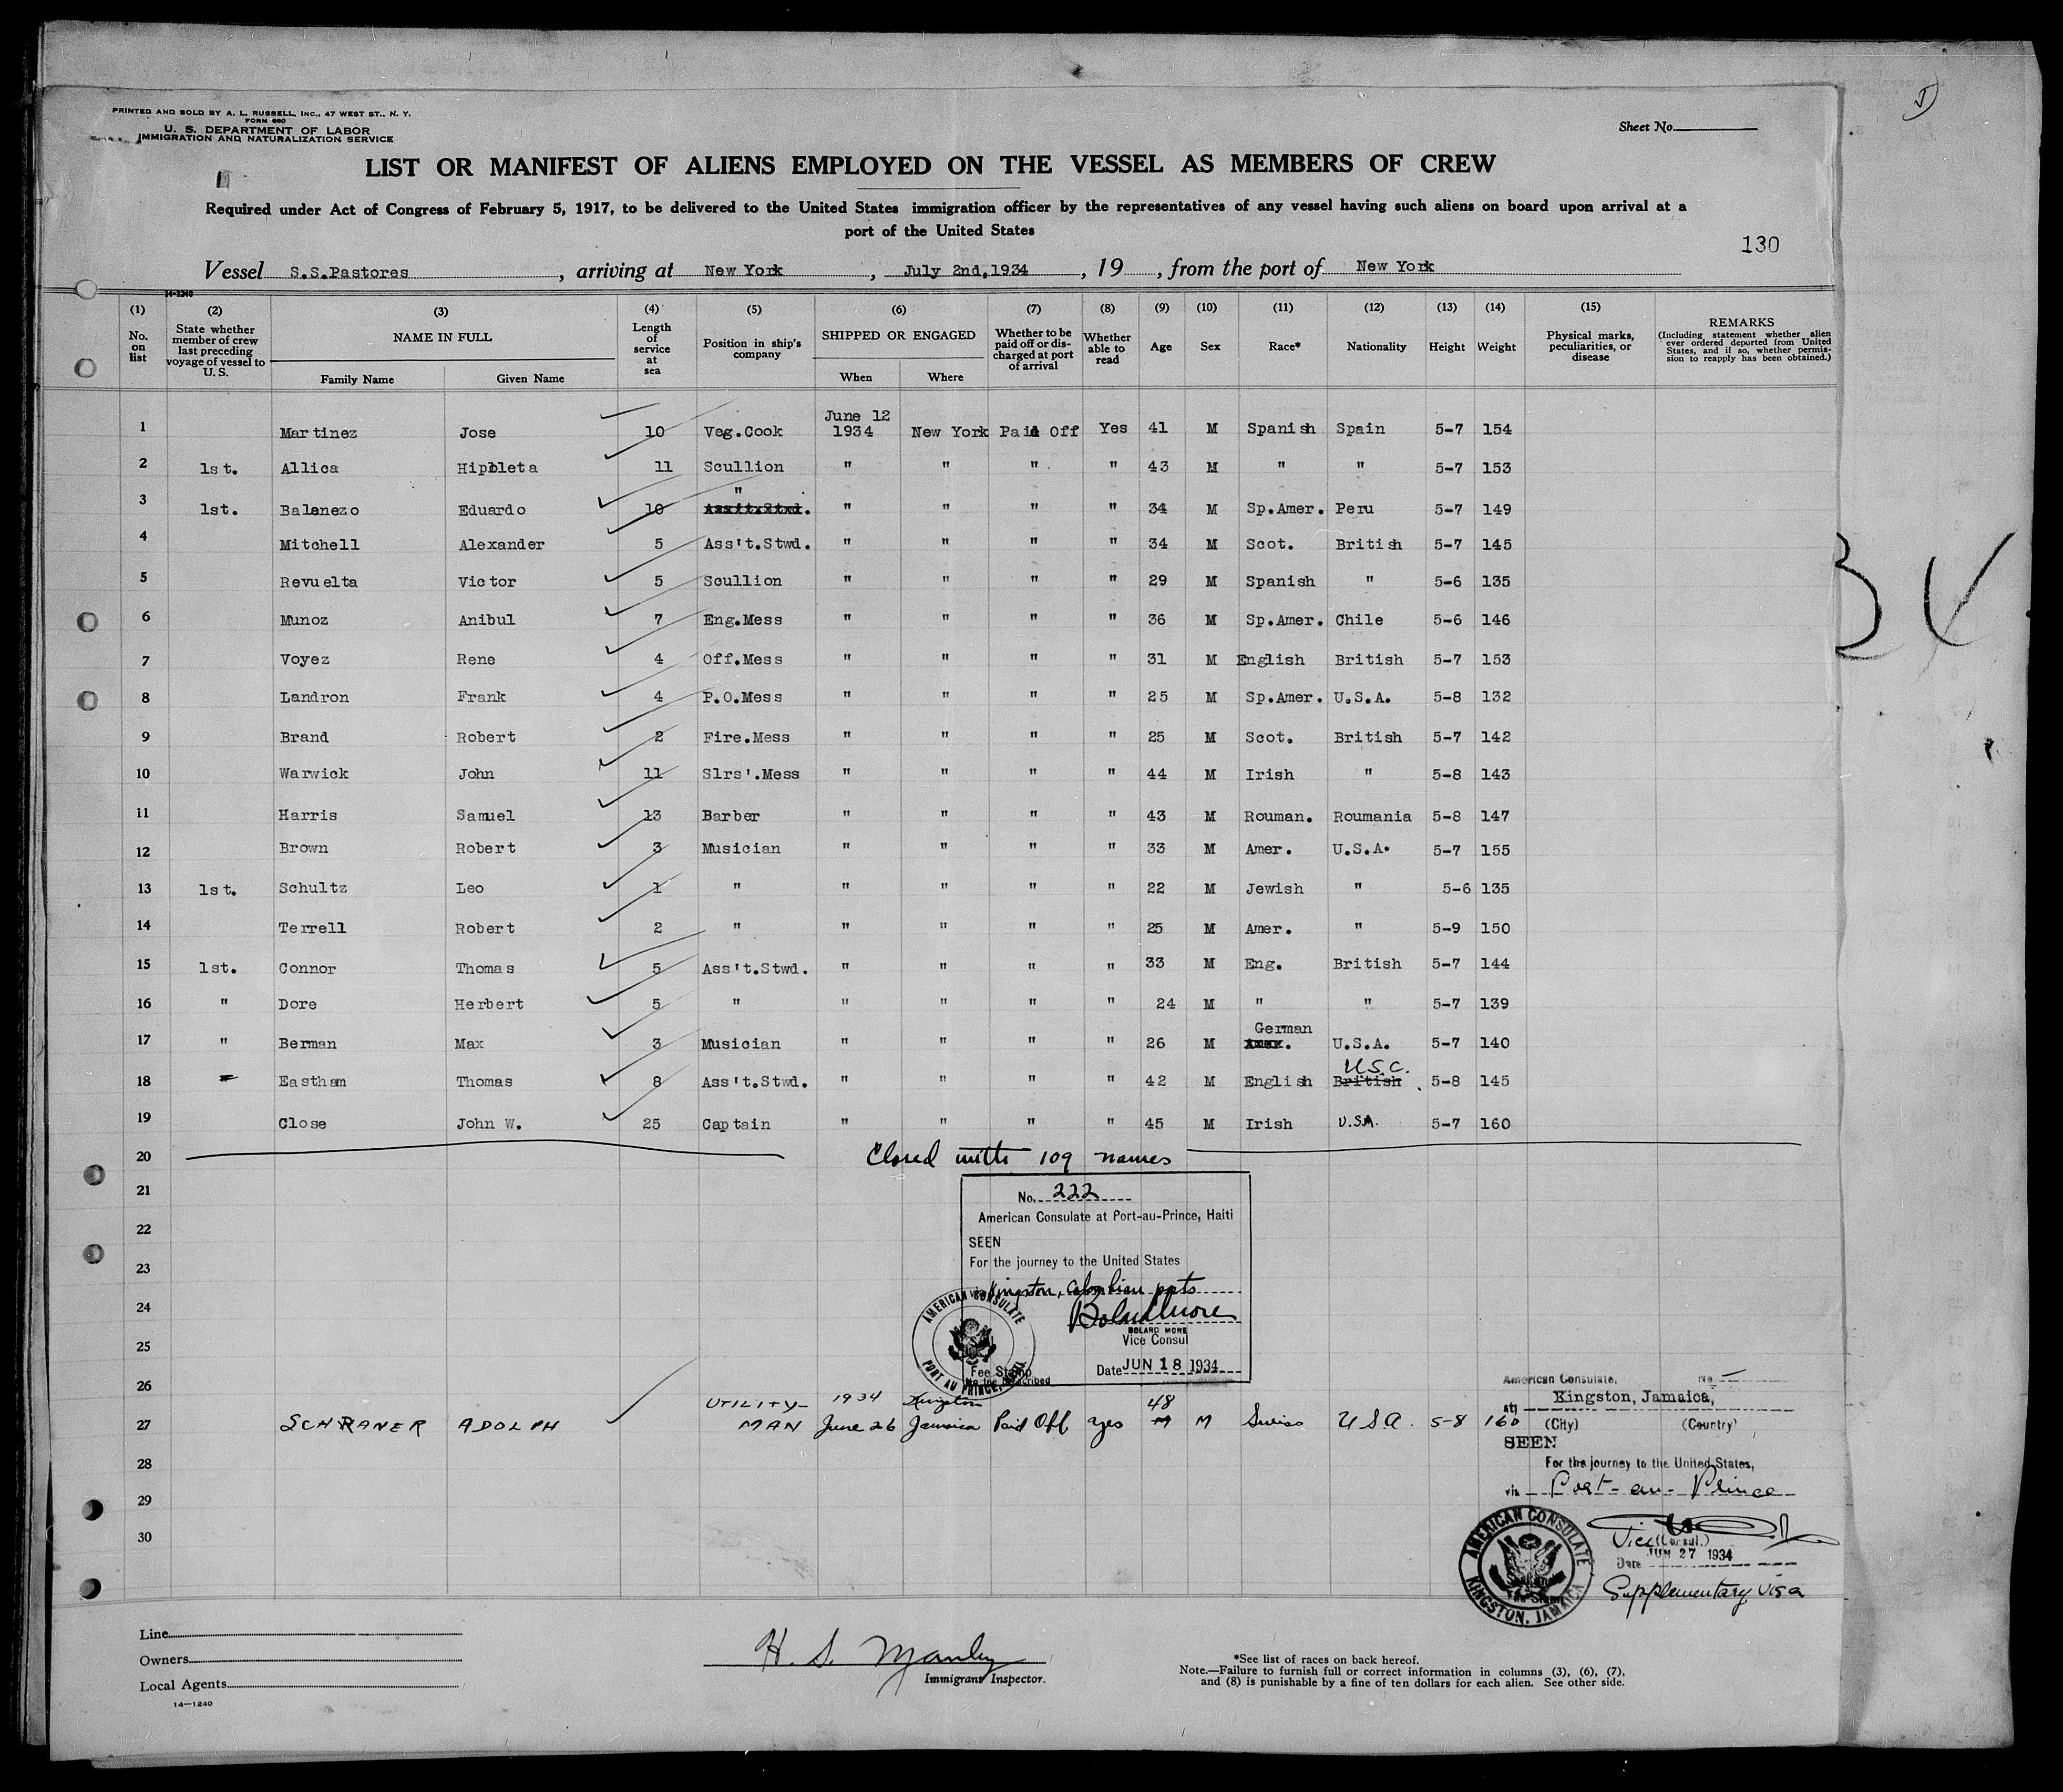 PRINTED AND SOLD BY A. L. RUSSELL, INC., 47 WEST ST., N. Y.
FORM 680
U. S. DEPARTMENT OF LABOR
IMMIGRATION AND NATURALIZATION SERVICE
Sheet No.
LIST OR MANIFEST OF ALIENS EMPLOYED ON THE VESSEL AS MEMBERS OF CREW
Required under Act of Congress of February 5, 1917, to be delivered to the United States immigration officer by the representatives of any vessel having such aliens on board upon arrival at a
port of the United States
130
Vessel S.S.Pastores , arriving at New York , July 2nd,1934 , 19 , from the port of New York
14-1240
(1) No. on list (2) State whether member of crew last preceding voyage of vessel to U. S. (3) NAME IN FULL Family Name Given Name (4) Length of service at sea (5) Position in ship's company (6) SHIPPED OR ENGAGED When Where (7) Whether to be paid off or discharged at port of arrival (8) Whether able to read (9) Age (10) Sex (11) Race* (12) Nationality (13) Height (14) Weight (15) Physical marks, peculiarities, or disease REMARKS (Including statement whether alien ever ordered deported from United States, and if so, whether permission to reapply has been obtained.)
1 Martinez Jose 10 Veg.Cook June 12 1934 New York Paid Off Yes 41 M Spanish Spain 5-7 154
2 1st. Allica Hipoleta 11 Scullion " " " " 43 M " " 5-7 153
3 1st. Balanezo Eduardo 10 " Ass't.Stwd. " " " " 34 M Sp.Amer. Peru 5-7 149
4 Mitchell Alexander 5 Ass't.Stwd. " " " " 34 M Scot. British 5-7 145
5 Revuelta Victor 5 Scullion " " " " 29 M Spanish " 5-6 135
6 Munoz Anibul 7 Eng.Mess " " " " 36 M Sp.Amer. Chile 5-6 146
7 Voyez Rene 4 Off.Mess " " " " 31 M English British 5-7 153
8 Landron Frank 4 P.O.Mess " " " " 25 M Sp.Amer. U.S.A. 5-8 132
9 Brand Robert 2 Fire.Mess " " " " 25 M Scot. British 5-7 142
10 Warwick John 11 Slrs'.Mess " " " " 44 M Irish " 5-8 143
11 Harris Samuel 13 Barber " " " " 43 M Rouman. Roumania 5-8 147
12 Brown Robert 3 Musician " " " " 33 M Amer. U.S.A. 5-7 155
13 1st. Schultz Leo 1 " " " " " 22 M Jewish " 5-6 135
14 Terrell Robert 2 " " " " " 25 M Amer. " 5-9 150
15 1st. Connor Thomas 5 Ass't.Stwd. " " " " 33 M Eng. British 5-7 144
16 " Dore Herbert 5 " " " " " 24 M " " 5-7 139
17 " Berman Max 3 Musician " " " " 26 M German Amer. U.S.A. 5-7 140
18 " Eastham Thomas 8 Ass't.Stwd. " " " " 42 M English U.S.C. British 5-8 145
19 Close John W. 25 Captain " " " " 45 M Irish U.S.A. 5-7 160
20 Closed with 109 names
21 No. 222
American Consulate at Port-au-Prince, Haiti
22
SEEN
23 For the journey to the United States
via Kingston, Colombian ports
24
BOLARD MORE
25 Vice Consul
Fee Stamp
Date JUN 18 1934
AMERICAN CONSULATE PORT AU PRINCE, HAITI
26
27 SCHRANER ADOLPH UTILITY-MAN 1934 June 26 Kingston Jamaica Paid Off yes 48 M Swiss U S A. 5-8 160
28
29
30
American Consulate, No
at Kingston, Jamaica,
(City) (Country)
SEEN
For the journey to the United States,
via Port-au-Prince
Vice (Consul.)
Date JUN 27 1934
Supplementary visa
AMERICAN CONSULATE KINGSTON, JAMAICA
34
Line
Owners
Local Agents
14—1240
H. S. Manley
Immigrant Inspector.
*See list of races on back hereof.
Note.—Failure to furnish full or correct information in columns (3), (6), (7),
and (8) is punishable by a fine of ten dollars for each alien. See other side.